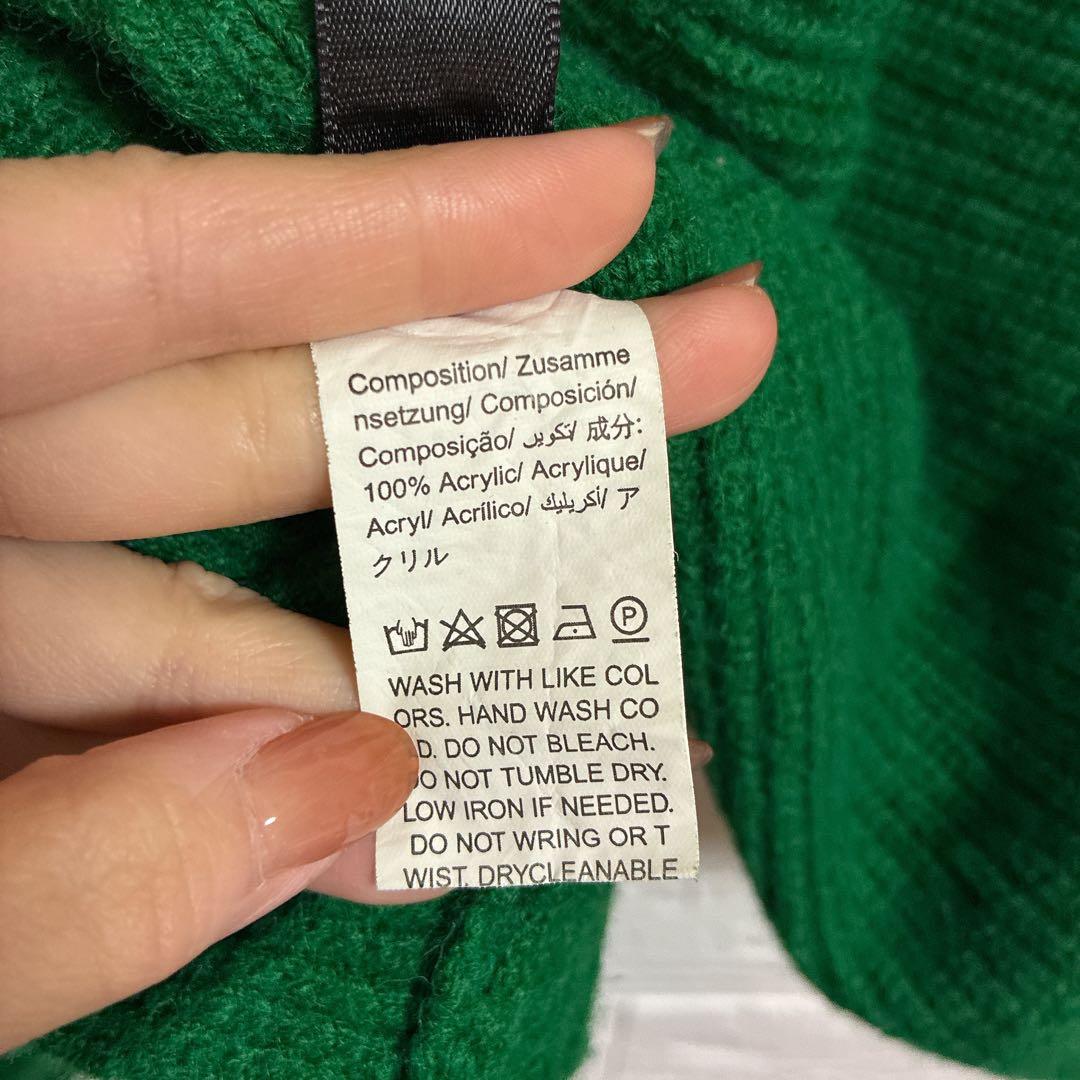 Composition/ Zusamme
nsetzung/ Composición/
Composição/ تكوين/ 成分:
100% Acrylic/ Acrylique/
Acryl/ Acrílico/ أكريليك/ ア
クリル
P
WASH WITH LIKE COL
ORS. HAND WASH CO
D. DO NOT BLEACH.
DO NOT TUMBLE DRY.
LOW IRON IF NEEDED.
DO NOT WRING OR T
WIST. DRYCLEANABLE